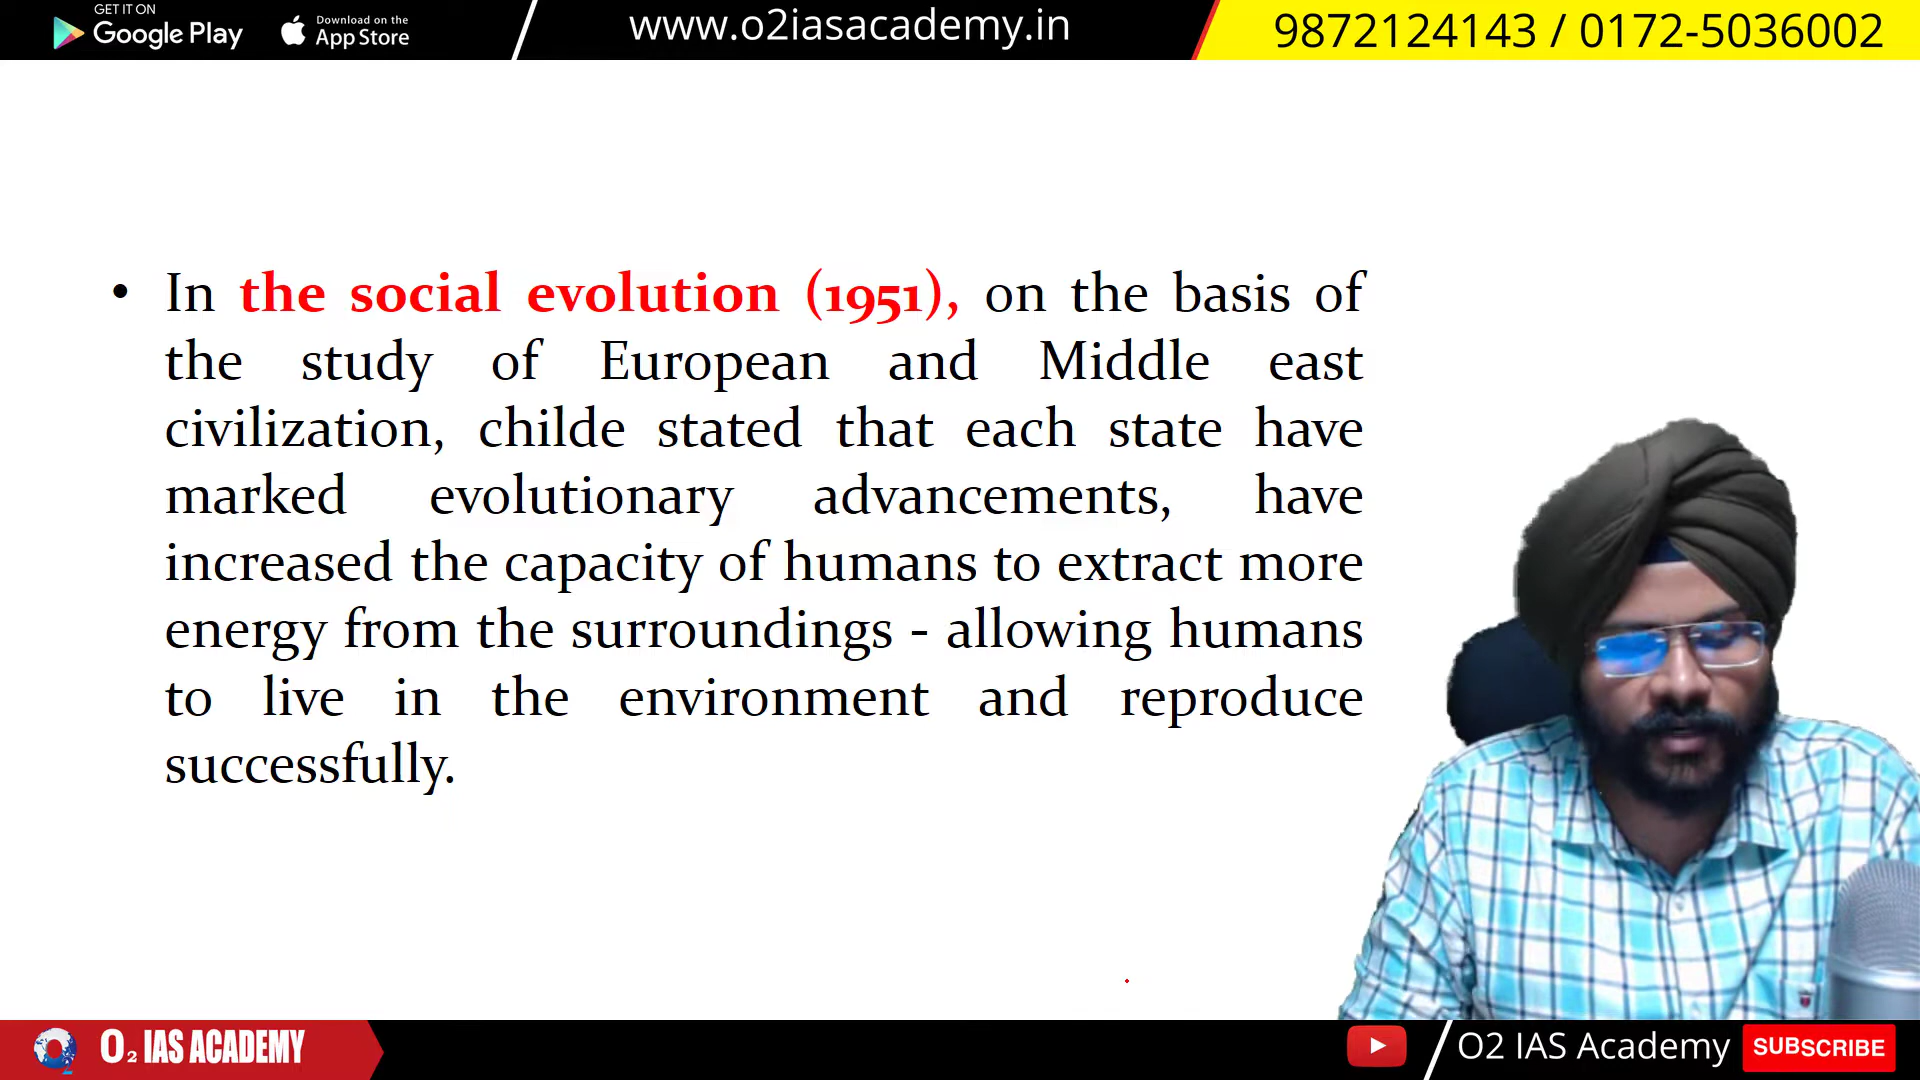 GET IT ON
Google Play
Download on the
App Store
www.o2iasacademy.in
9872124143 / 0172-5036002
• In the social evolution (1951), on the basis of
the study of European and Middle east
civilization, childe stated that each state have
marked evolutionary advancements, have
increased the capacity of humans to extract more
energy from the surroundings - allowing humans
to live in the environment and reproduce
successfully.
O2 IAS ACADEMY
O2 IAS Academy
SUBSCRIBE